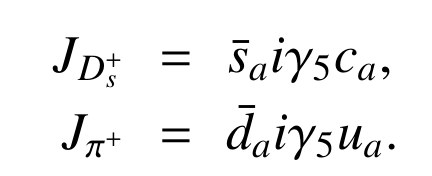 J_{D_s^+} = \bar{s}_a i\gamma_5 c_a,
J_{\pi^+} = \bar{d}_a i\gamma_5 u_a.